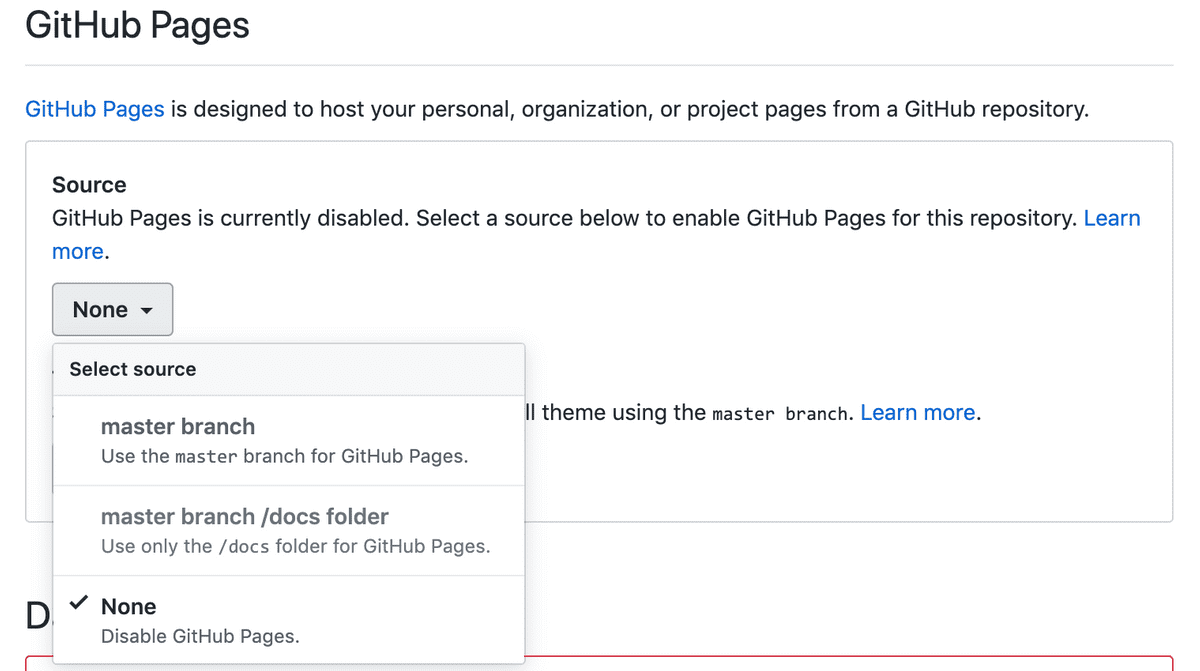 GitHub Pages
GitHub Pages is designed to host your personal, organization, or project pages from a GitHub repository.
Source
GitHub Pages is currently disabled. Select a source below to enable GitHub Pages for this repository. Learn
more.
None
Select source
theme using the master branch. Learn more.
master branch
Use the master branch for GitHub Pages.
master branch /docs folder
Use only the /docs folder for GitHub Pages.
None
Disable GitHub Pages.